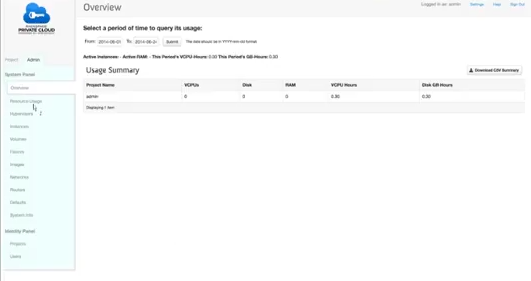 RACKSPACE
PRIVATE CLOUD
Overview
Logged in as: admin
Settings
Help
Sign Out
Select a period of time to query its usage:
From: 2014-06-01 To: 2014-06-24 Submit The date should be in YYYY-mm-dd format.
Active Instances: - Active RAM: - This Period's VCPU-Hours: 0.30 This Period's GB-Hours: 0.30
Usage Summary
Download CSV Summary
Project Name VCPUs Disk RAM VCPU Hours Disk GB Hours
admin 0 0 0 0.30 0.30
Displaying 1 item
Project Admin
System Panel
Overview
Resource Usage
Hypervisors
Instances
Volumes
Flavors
Images
Networks
Routers
Defaults
System Info
Identity Panel
Projects
Users